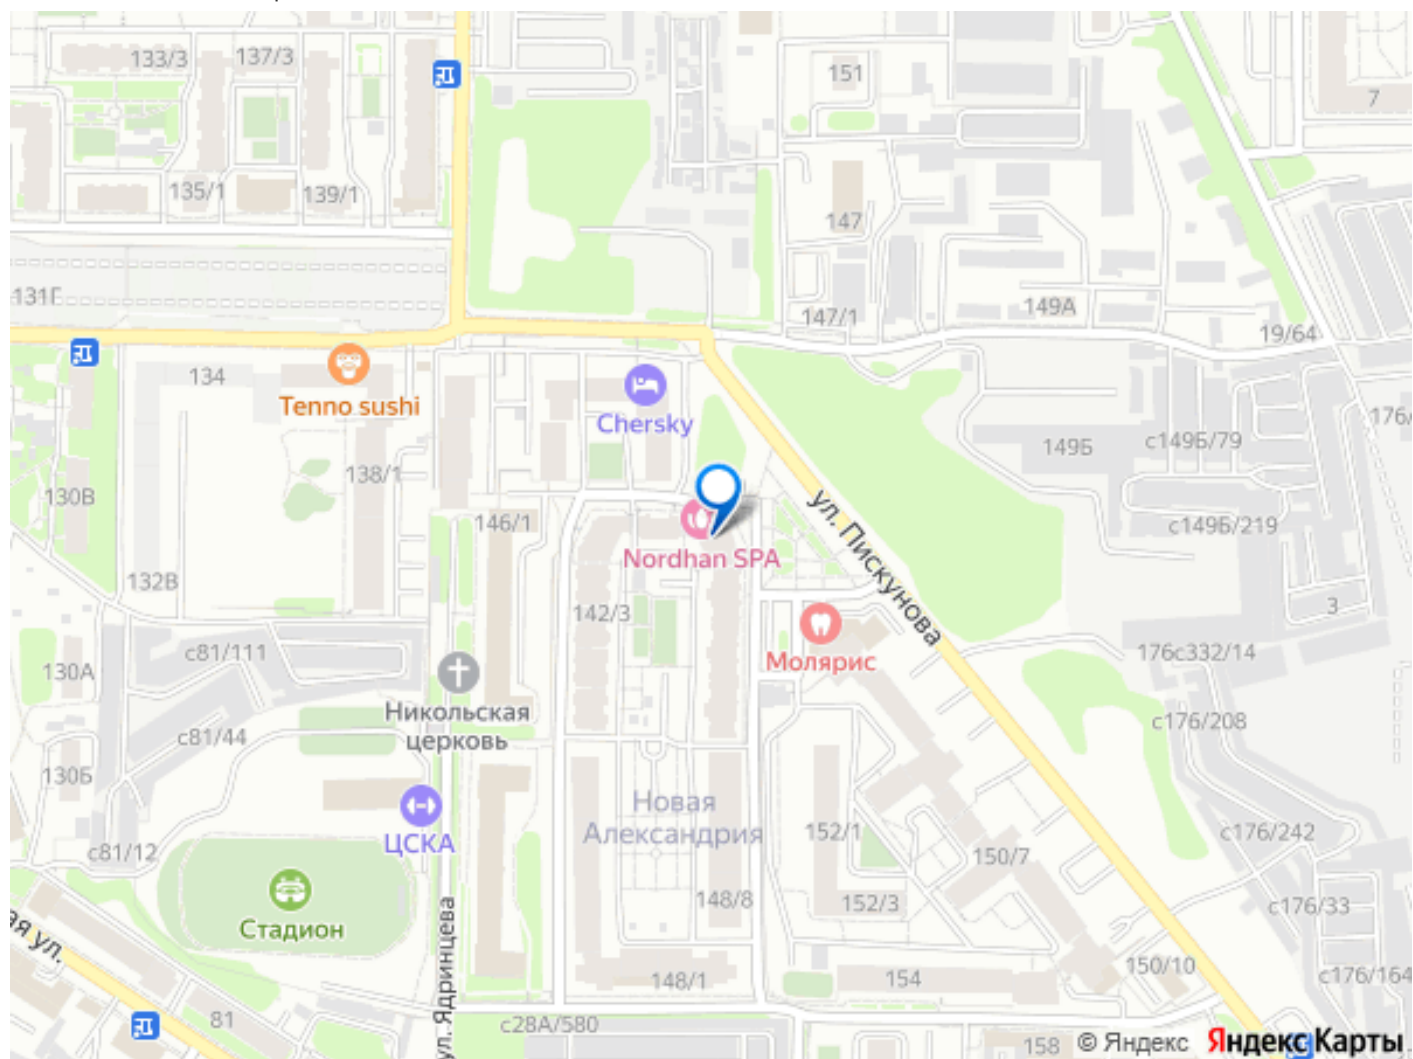 133/3
137/3
151
7
135/1
139/1
147
131Г
147/1
149А
19/64
134
Tenno sushi
Chersky
138/1
130В
146/1
149Б
с149Б/79
176/
с149Б/219
ул. Пискунова
Nordhan SPA
132В
142/3
3
Молярис
с81/111
130А
176с332/14
Никольская
церковь
с81/44
с176/208
130Б
Новая
Александрия
ЦСКА
152/1
с176/242
с81/12
150/7
148/8
152/3
с176/33
Стадион
ая ул.
ул. Ядринцева
148/1
154
150/10
с176/164
81
с28А/580
158
© Яндекс
Яндекс Карты